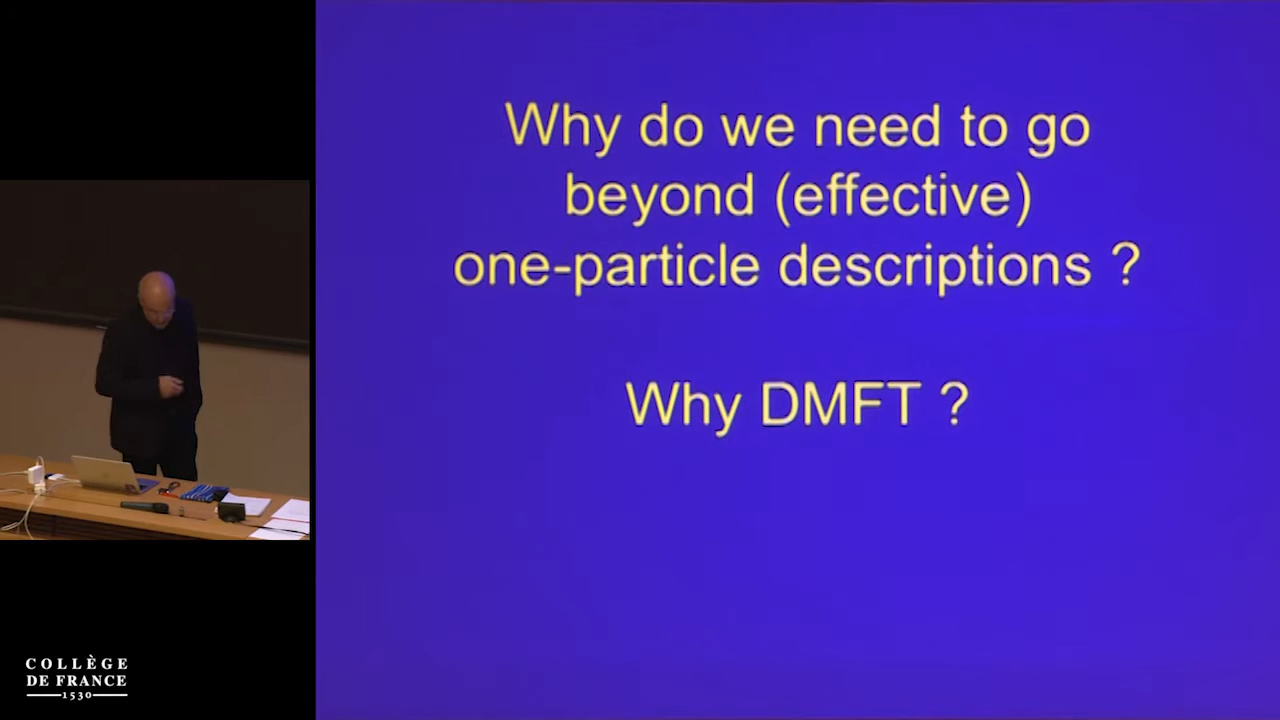 Why do we need to go
beyond (effective)
one-particle descriptions ?
Why DMFT ?
COLLÈGE
DE FRANCE
1530